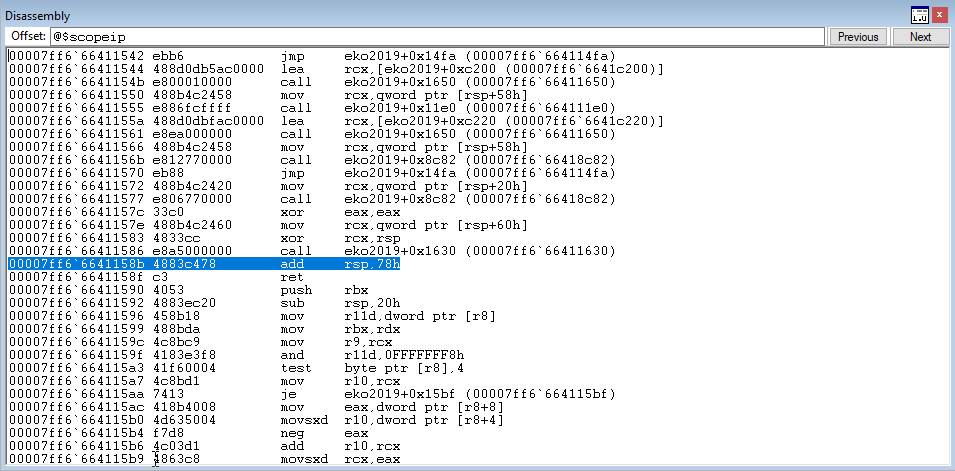 Disassembly
Offset: @$scopeip Previous Next
00007ff6`66411542 ebb6 jmp eko2019+0x14fa (00007ff6`664114fa)
00007ff6`66411544 488d0db5ac0000 lea rcx,[eko2019+0xc200 (00007ff6`6641c200)]
00007ff6`6641154b e800010000 call eko2019+0x1650 (00007ff6`66411650)
00007ff6`66411550 488b4c2458 mov rcx,qword ptr [rsp+58h]
00007ff6`66411555 e886fcffff call eko2019+0x11e0 (00007ff6`664111e0)
00007ff6`6641155a 488d0dbfac0000 lea rcx,[eko2019+0xc220 (00007ff6`6641c220)]
00007ff6`66411561 e8ea000000 call eko2019+0x1650 (00007ff6`66411650)
00007ff6`66411566 488b4c2458 mov rcx,qword ptr [rsp+58h]
00007ff6`6641156b e812770000 call eko2019+0x8c82 (00007ff6`66418c82)
00007ff6`66411570 eb88 jmp eko2019+0x14fa (00007ff6`664114fa)
00007ff6`66411572 488b4c2420 mov rcx,qword ptr [rsp+20h]
00007ff6`66411577 e806770000 call eko2019+0x8c82 (00007ff6`66418c82)
00007ff6`6641157c 33c0 xor eax,eax
00007ff6`6641157e 488b4c2460 mov rcx,qword ptr [rsp+60h]
00007ff6`66411583 4833cc xor rcx,rsp
00007ff6`66411586 e8a5000000 call eko2019+0x1630 (00007ff6`66411630)
00007ff6`6641158b 4883c478 add rsp,78h
00007ff6`6641158f c3 ret
00007ff6`66411590 4053 push rbx
00007ff6`66411592 4883ec20 sub rsp,20h
00007ff6`66411596 458b18 mov r11d,dword ptr [r8]
00007ff6`66411599 488bda mov rbx,rdx
00007ff6`6641159c 4c8bc9 mov r9,rcx
00007ff6`6641159f 4183e3f8 and r11d,0FFFFFFF8h
00007ff6`664115a3 41f60004 test byte ptr [r8],4
00007ff6`664115a7 4c8bd1 mov r10,rcx
00007ff6`664115aa 7413 je eko2019+0x15bf (00007ff6`664115bf)
00007ff6`664115ac 418b4008 mov eax,dword ptr [r8+8]
00007ff6`664115b0 4d635004 movsxd r10,dword ptr [r8+4]
00007ff6`664115b4 f7d8 neg eax
00007ff6`664115b6 4c03d1 add r10,rcx
00007ff6`664115b9 4863c8 movsxd rcx,eax